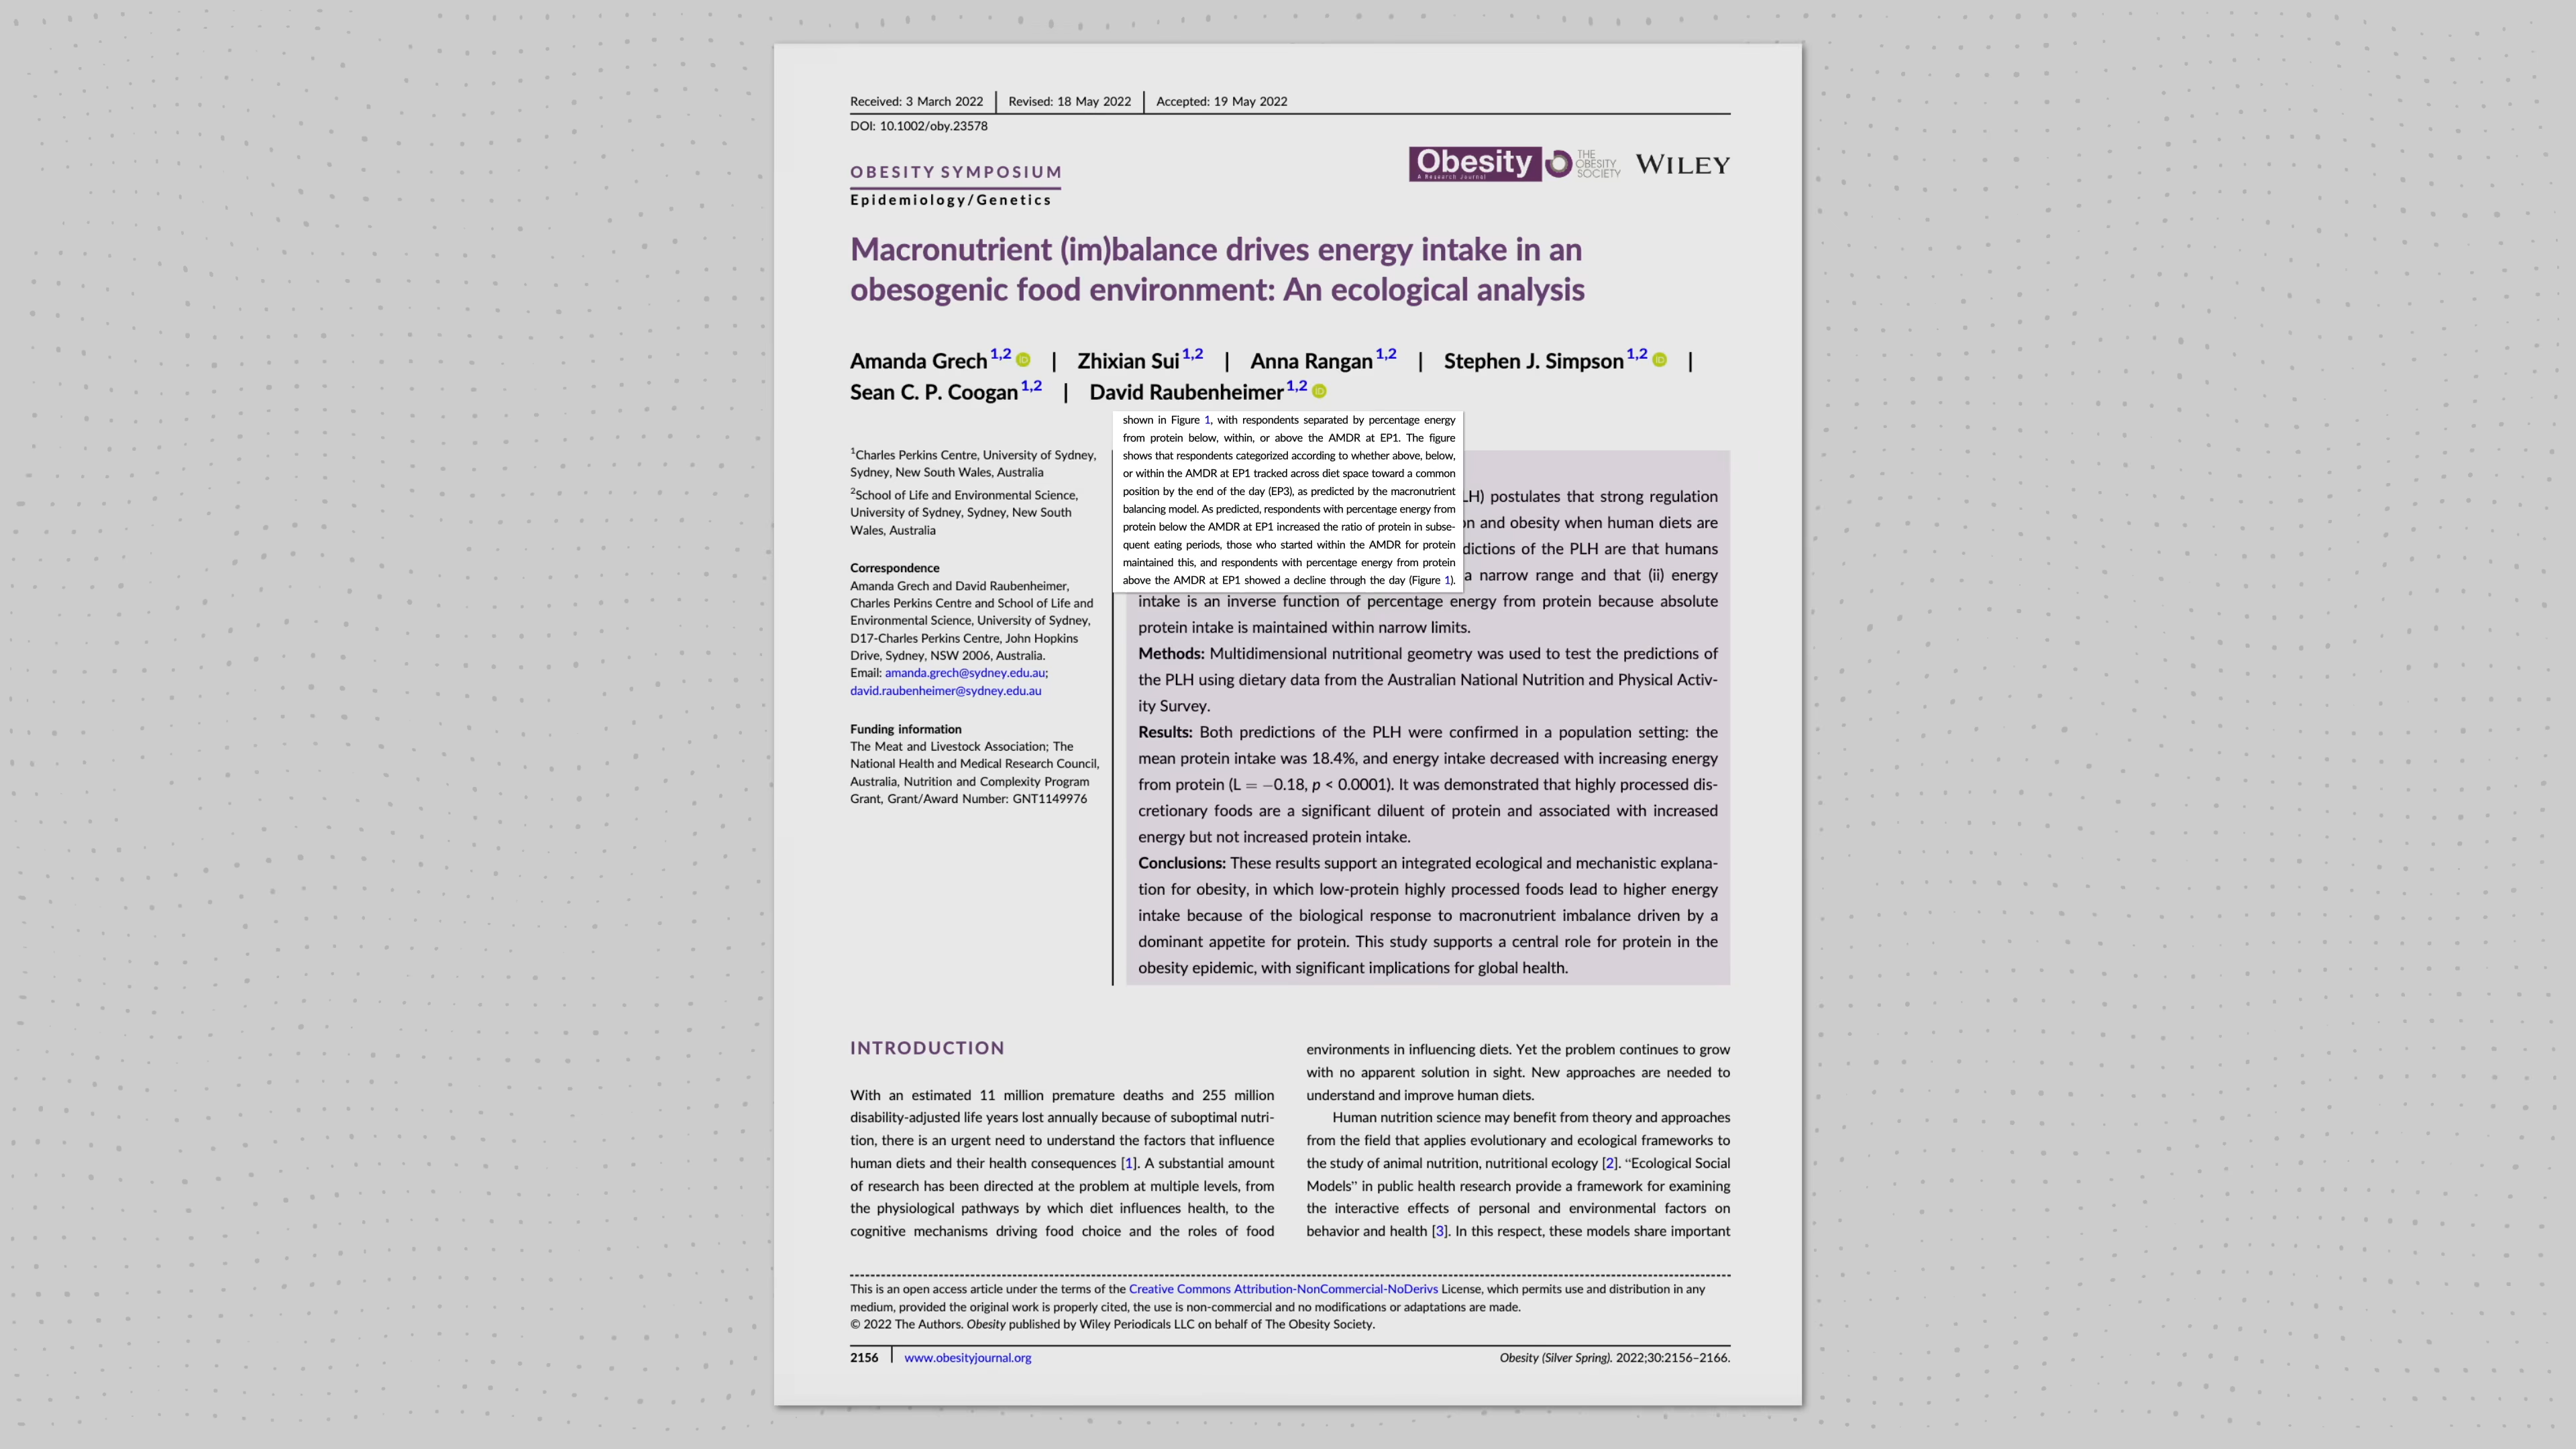 Received: 3 March 2022 | Revised: 18 May 2022 | Accepted: 19 May 2022
DOI: 10.1002/oby.23578
OBESITY SYMPOSIUM
Epidemiology/Genetics
Obesity
A Research Journal
THE
OBESITY
SOCIETY
WILEY
Macronutrient (im)balance drives energy intake in an
obesogenic food environment: An ecological analysis
Amanda Grech1,2 | Zhixian Sui1,2 | Anna Rangan1,2 | Stephen J. Simpson1,2 |
Sean C. P. Coogan1,2 | David Raubenheimer1,2
1Charles Perkins Centre, University of Sydney,
Sydney, New South Wales, Australia
2School of Life and Environmental Science,
University of Sydney, Sydney, New South
Wales, Australia
Correspondence
Amanda Grech and David Raubenheimer,
Charles Perkins Centre and School of Life and
Environmental Science, University of Sydney,
D17-Charles Perkins Centre, John Hopkins
Drive, Sydney, NSW 2006, Australia.
Email: amanda.grech@sydney.edu.au;
david.raubenheimer@sydney.edu.au
Funding information
The Meat and Livestock Association; The
National Health and Medical Research Council,
Australia, Nutrition and Complexity Program
Grant, Grant/Award Number: GNT1149976
shown in Figure 1, with respondents separated by percentage energy
from protein below, within, or above the AMDR at EP1. The figure
shows that respondents categorized according to whether above, below,
or within the AMDR at EP1 tracked across diet space toward a common
position by the end of the day (EP3), as predicted by the macronutrient
balancing model. As predicted, respondents with percentage energy from
protein below the AMDR at EP1 increased the ratio of protein in subse-
quent eating periods, those who started within the AMDR for protein
maintained this, and respondents with percentage energy from protein
above the AMDR at EP1 showed a decline through the day (Figure 1).
LH) postulates that strong regulation
on and obesity when human diets are
dictions of the PLH are that humans
a narrow range and that (ii) energy
intake is an inverse function of percentage energy from protein because absolute
protein intake is maintained within narrow limits.
Methods: Multidimensional nutritional geometry was used to test the predictions of
the PLH using dietary data from the Australian National Nutrition and Physical Activ-
ity Survey.
Results: Both predictions of the PLH were confirmed in a population setting: the
mean protein intake was 18.4%, and energy intake decreased with increasing energy
from protein (L = −0.18, p < 0.0001). It was demonstrated that highly processed dis-
cretionary foods are a significant diluent of protein and associated with increased
energy but not increased protein intake.
Conclusions: These results support an integrated ecological and mechanistic explana-
tion for obesity, in which low-protein highly processed foods lead to higher energy
intake because of the biological response to macronutrient imbalance driven by a
dominant appetite for protein. This study supports a central role for protein in the
obesity epidemic, with significant implications for global health.
INTRODUCTION
With an estimated 11 million premature deaths and 255 million
disability-adjusted life years lost annually because of suboptimal nutri-
tion, there is an urgent need to understand the factors that influence
human diets and their health consequences [1]. A substantial amount
of research has been directed at the problem at multiple levels, from
the physiological pathways by which diet influences health, to the
cognitive mechanisms driving food choice and the roles of food
environments in influencing diets. Yet the problem continues to grow
with no apparent solution in sight. New approaches are needed to
understand and improve human diets.
Human nutrition science may benefit from theory and approaches
from the field that applies evolutionary and ecological frameworks to
the study of animal nutrition, nutritional ecology [2]. “Ecological Social
Models” in public health research provide a framework for examining
the interactive effects of personal and environmental factors on
behavior and health [3]. In this respect, these models share important
This is an open access article under the terms of the Creative Commons Attribution-NonCommercial-NoDerivs License, which permits use and distribution in any
medium, provided the original work is properly cited, the use is non-commercial and no modifications or adaptations are made.
© 2022 The Authors. Obesity published by Wiley Periodicals LLC on behalf of The Obesity Society.
2156 | www.obesityjournal.org
Obesity (Silver Spring). 2022;30:2156–2166.